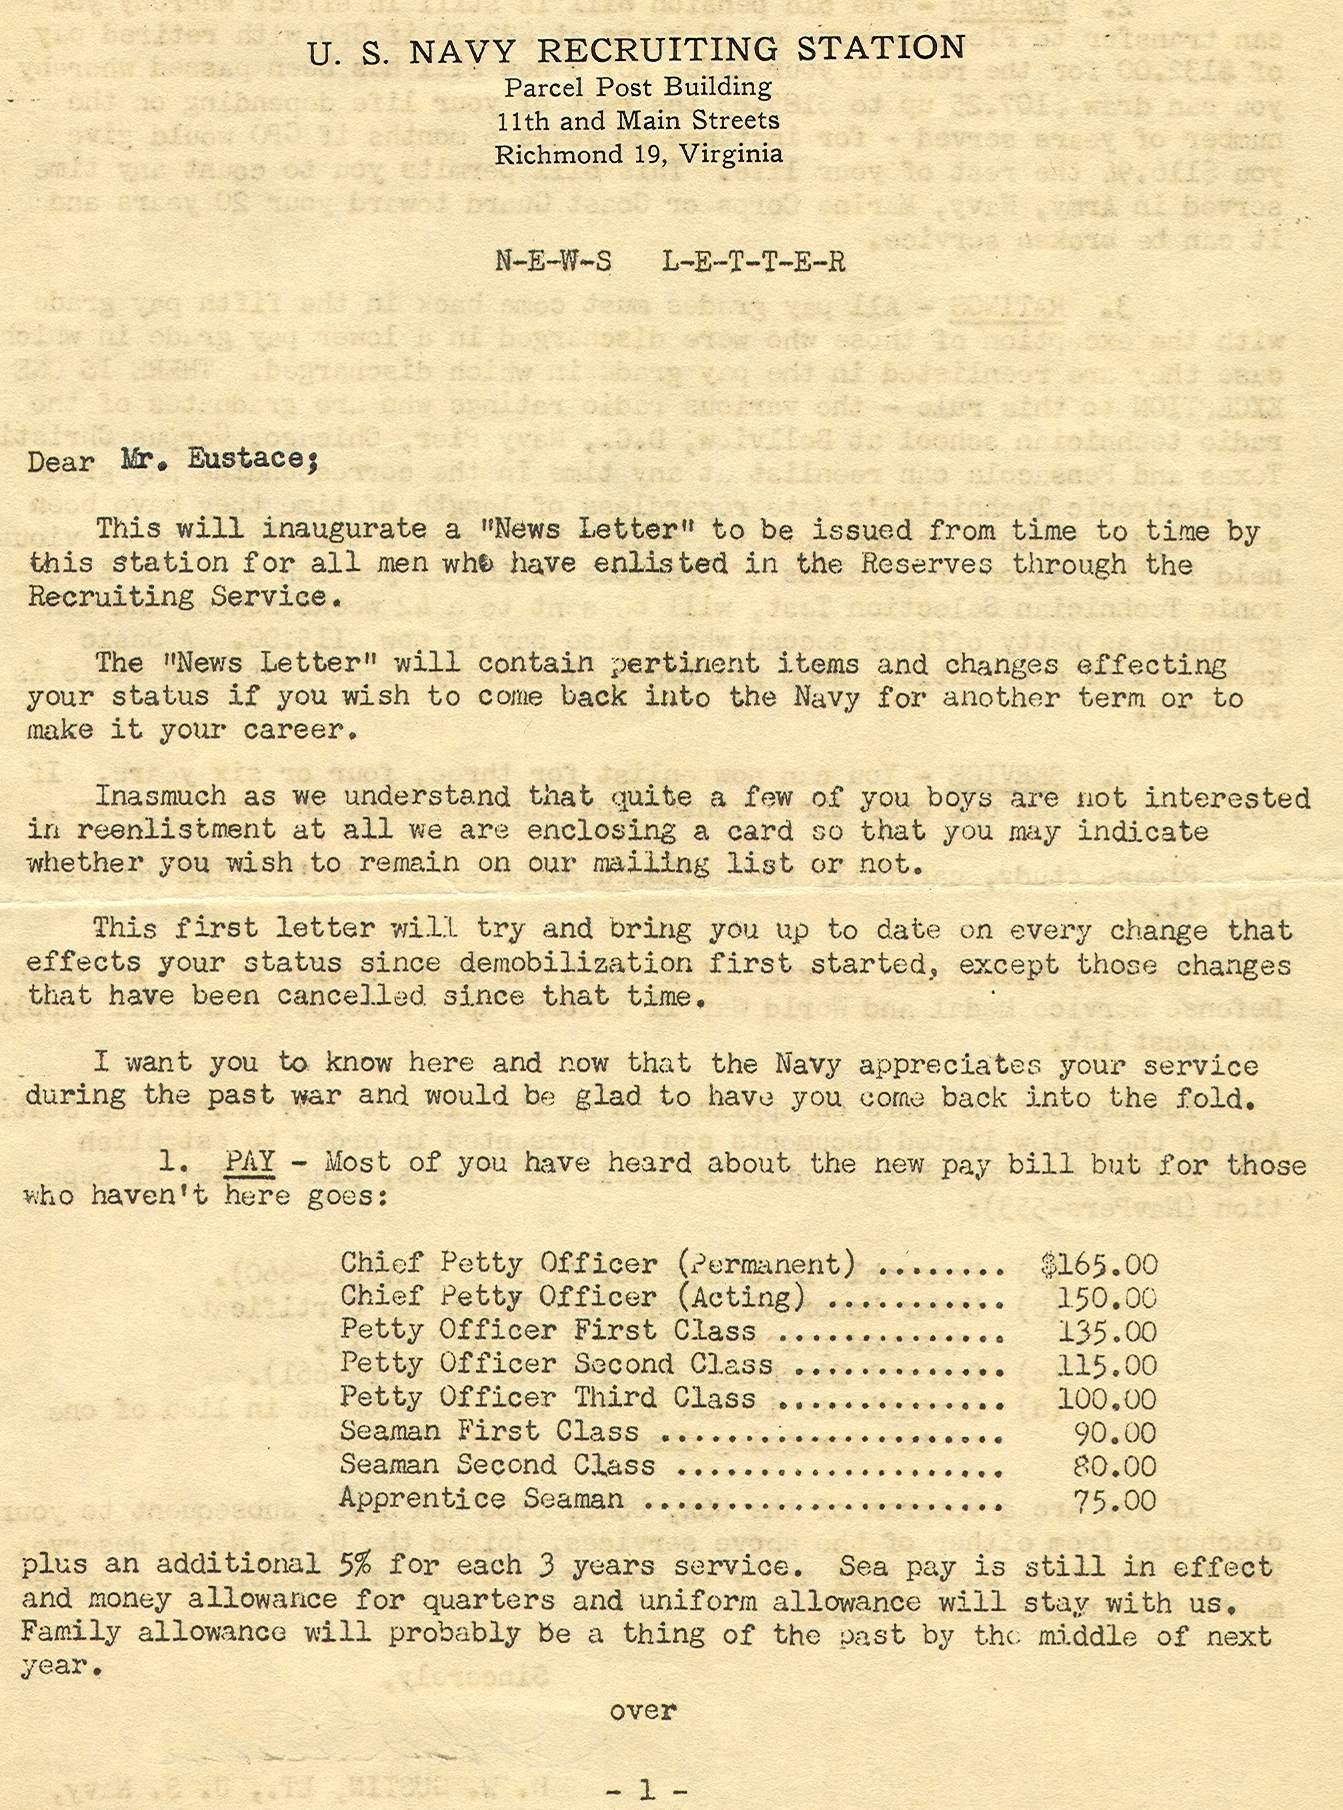 U. S. NAVY RECRUITING STATION
Parcel Post Building
11th and Main Streets
Richmond 19, Virginia
N-E-W-S L-E-T-T-E-R
Dear Mr. Eustace;
This will inaugurate a "News Letter" to be issued from time to time by
this station for all men who have enlisted in the Reserves through the
Recruiting Service.
The "News Letter" will contain pertinent items and changes effecting
your status if you wish to come back into the Navy for another term or to
make it your career.
Inasmuch as we understand that quite a few of you boys are not interested
in reenlistment at all we are enclosing a card so that you may indicate
whether you wish to remain on our mailing list or not.
This first letter will try and bring you up to date on every change that
effects your status since demobilization first started, except those changes
that have been cancelled since that time.
I want you to know here and now that the Navy appreciates your service
during the past war and would be glad to have you come back into the fold.
1. PAY - Most of you have heard about the new pay bill but for those
who haven't here goes:
Chief Petty Officer (Permanent) ........ $165.00
Chief Petty Officer (Acting) ........... 150.00
Petty Officer First Class .............. 135.00
Petty Officer Second Class ............. 115.00
Petty Officer Third Class .............. 100.00
Seaman First Class ..................... 90.00
Seaman Second Class .................... 80.00
Apprentice Seaman ...................... 75.00
plus an additional 5% for each 3 years service. Sea pay is still in effect
and money allowance for quarters and uniform allowance will stay with us.
Family allowance will probably be a thing of the past by the middle of next
year.
over
- 1 -